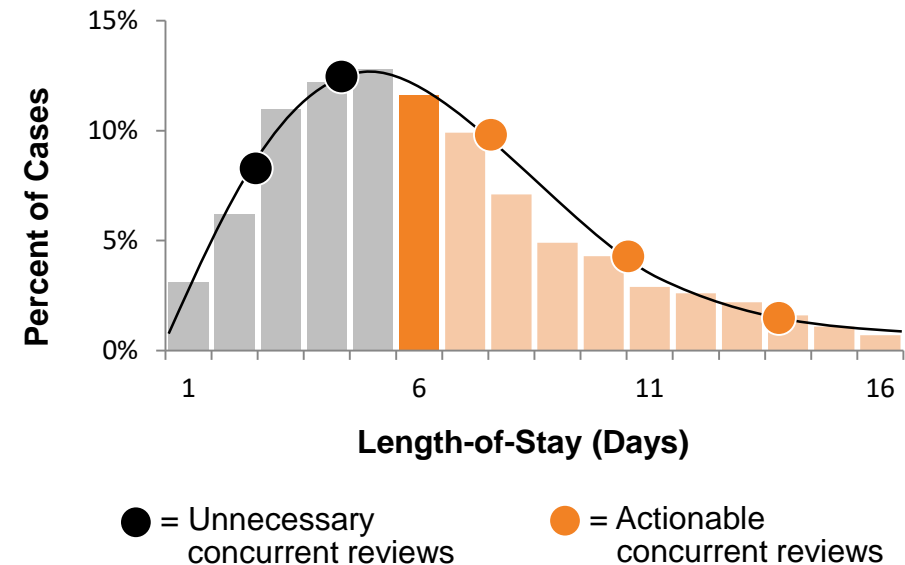 15%
10%
5%
0%
Percent of Cases
1 6 11 16
Length-of-Stay (Days)
= Unnecessary
concurrent reviews
= Actionable
concurrent reviews